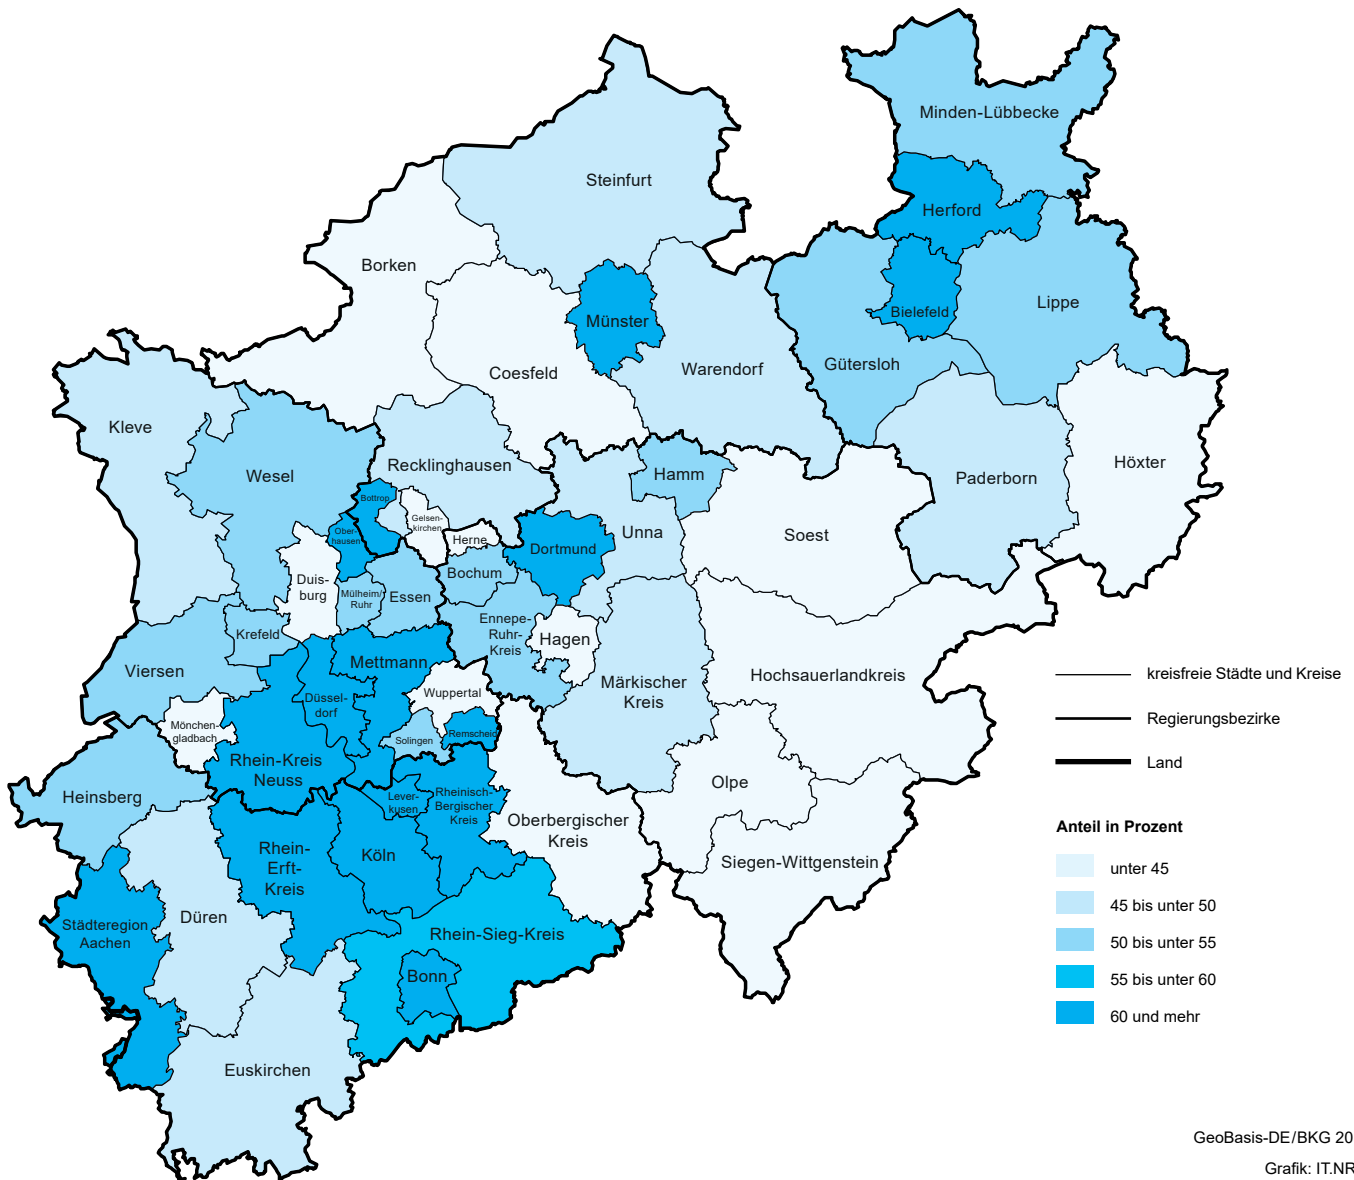 Minden-Lübbecke
Steinfurt
Herford
Borken
Lippe
Münster
Bielefeld
Coesfeld
Warendorf
Gütersloh
Kleve
Recklinghausen
Wesel
Hamm
Höxter
Paderborn
Bottrop
Gelsen-
kirchen
Ober-
hausen
Herne
Dortmund
Unna
Soest
Duis-
burg
Bochum
Mülheim/
Ruhr
Essen
Krefeld
Ennepe-
Ruhr-
Kreis
Hagen
Mettmann
Viersen
Hochsauerlandkreis
Märkischer
Kreis
Wuppertal
Düssel-
dorf
Mönchen-
gladbach
Solingen
Remscheid
Rhein-Kreis
Neuss
Heinsberg
Lever-
kusen
Rheinisch-
Bergischer
Kreis
Olpe
Oberbergischer
Kreis
Rhein-
Erft-
Kreis
Köln
Siegen-Wittgenstein
Düren
Städteregion
Aachen
Rhein-Sieg-Kreis
Bonn
Euskirchen
kreisfreie Städte und Kreise
Regierungsbezirke
Land
Anteil in Prozent
unter 45
45 bis unter 50
50 bis unter 55
55 bis unter 60
60 und mehr
GeoBasis-DE/BKG 20
Grafik: IT.NR